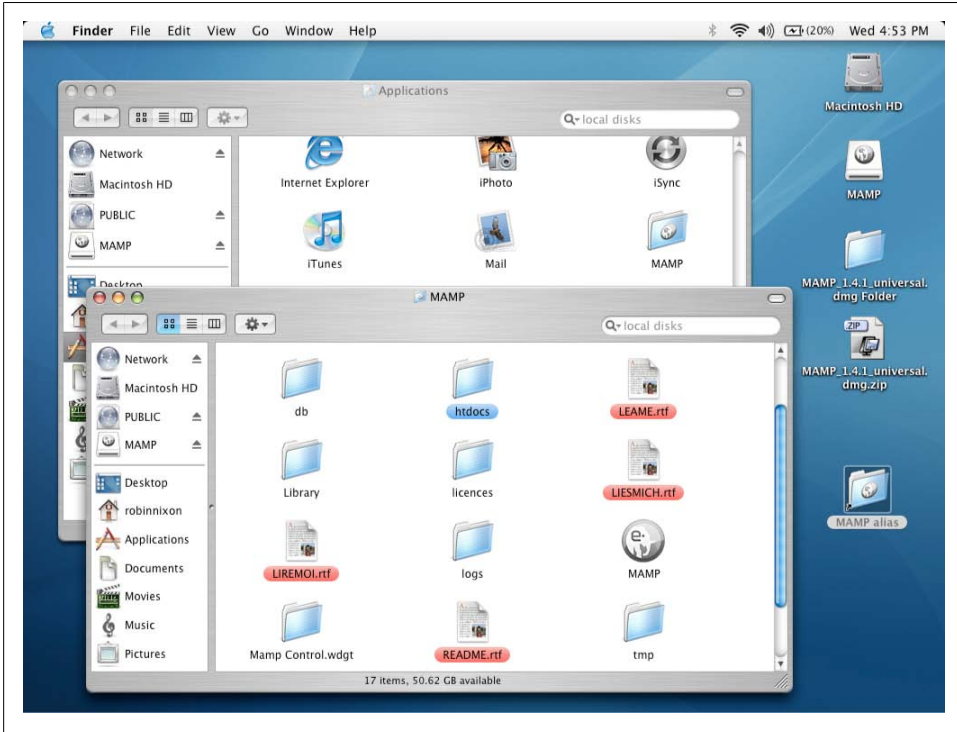 Finder File Edit View Go Window Help (20%) Wed 4:53 PM
Macintosh HD
MAMP
MAMP_1.4.1_universal.
dmg Folder
ZIP
MAMP_1.4.1_universal.
dmg.zip
MAMP alias
Applications
local disks
Network
Macintosh HD
PUBLIC
MAMP
Desktop
Internet Explorer iPhoto iSync
iTunes Mail MAMP
MAMP
local disks
Network
Macintosh HD
PUBLIC
MAMP
Desktop
robinnixon
Applications
Documents
Movies
Music
Pictures
db htdocs LEAME.rtf
Library licences LIESMICH.rtf
LIREMOI.rtf logs MAMP
Mamp Control.wdgt README.rtf tmp
17 items, 50.62 GB available